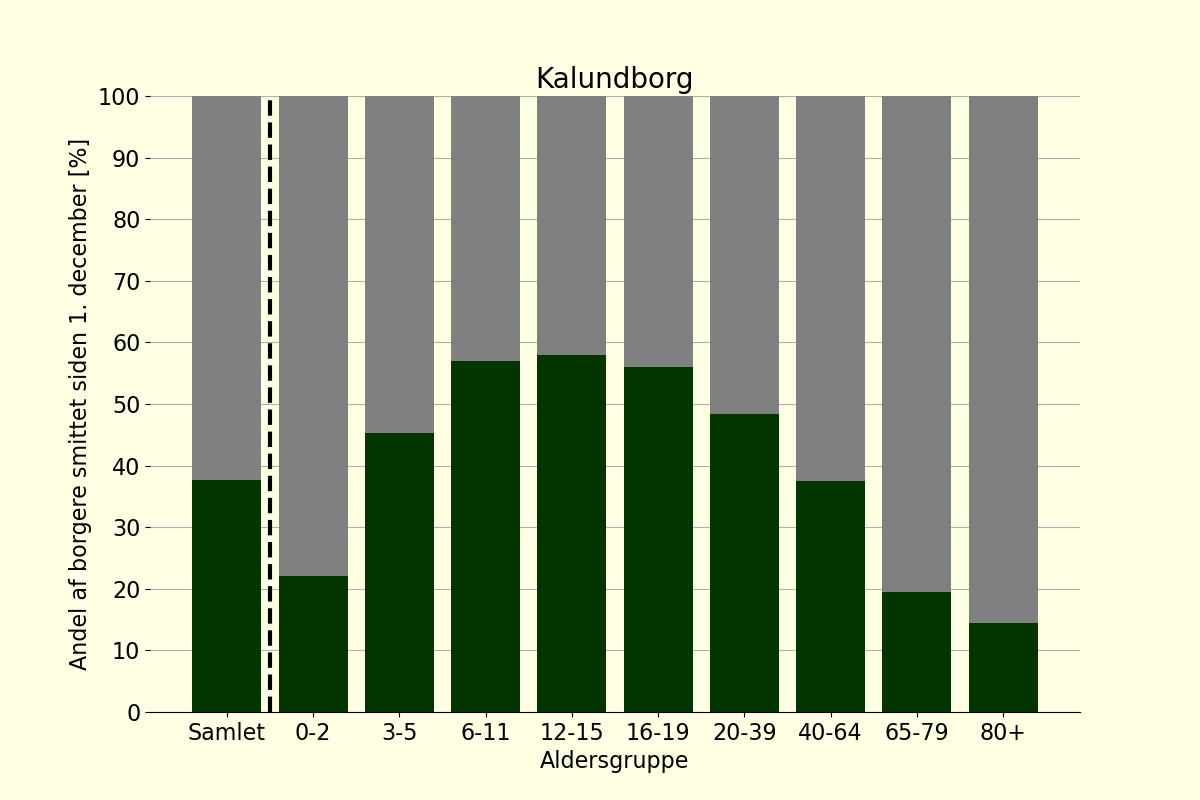 Kalundborg
Andel af borgere smittet siden 1. december [%]
100
90
80
70
60
50
40
30
20
10
0
Samlet 0-2 3-5 6-11 12-15 16-19 20-39 40-64 65-79 80+
Aldersgruppe